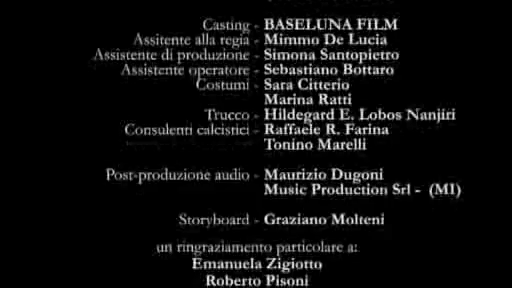 Casting - BASELUNA FILM
Assitente alla regia - Mimmo De Lucia
Assistente di produzione - Simona Santopietro
Assistente operatore - Sebastiano Bottaro
Costumi - Sara Citterio
Marina Ratti
Trucco - Hildegard E. Lobos Nanjiri
Consulenti calcistici - Raffaele R. Farina
Tonino Marelli
Post-produzione audio - Maurizio Dugoni
Music Production Srl - (MI)
Storyboard - Graziano Molteni
un ringraziamento particolare a:
Emanuela Zigiotto
Roberto Pisoni